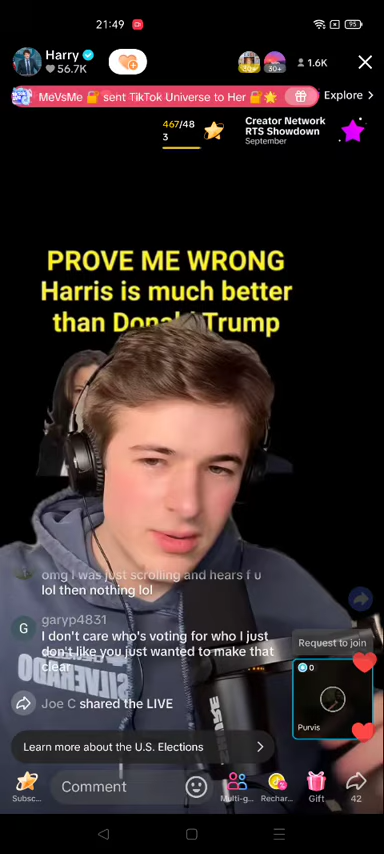 21:49
95
Harry
56.7K
30+
30+
1.6K
MeVsMe 🔐 sent TikTok Universe to Her 🔐🌟
Explore >
467/48
3
Creator Network
RTS Showdown
September
PROVE ME WRONG
Harris is much better
than Donald Trump
omg I was just scrolling and hears f u
lol then nothing lol
G
garyp4831
I don't care who's voting for who I just
don't like you just wanted to make that
clear
Joe C shared the LIVE
Request to join
0
Purvis
SILVERADO
Learn more about the U.S. Elections >
Comment
Subsc...
Multi-g...
Rechar...
Gift
42